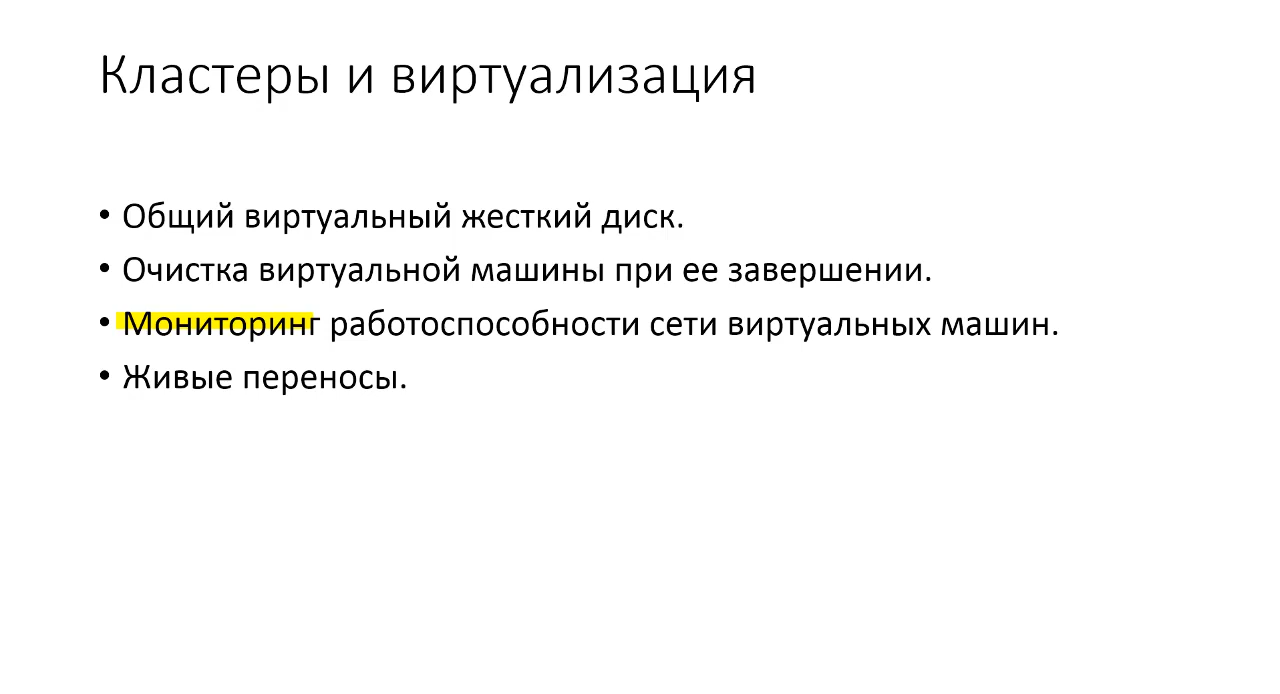 Кластеры и виртуализация
• Общий виртуальный жесткий диск.
• Очистка виртуальной машины при ее завершении.
• Мониторинг работоспособности сети виртуальных машин.
• Живые переносы.